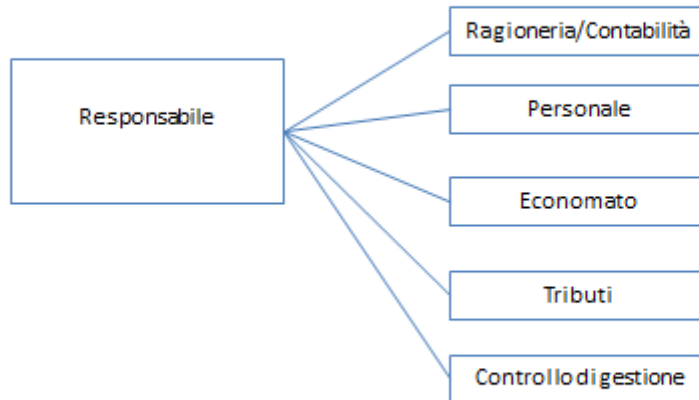 Responsabile
Ragioneria/Contabilità
Personale
Economato
Tributi
Controllo di gestione